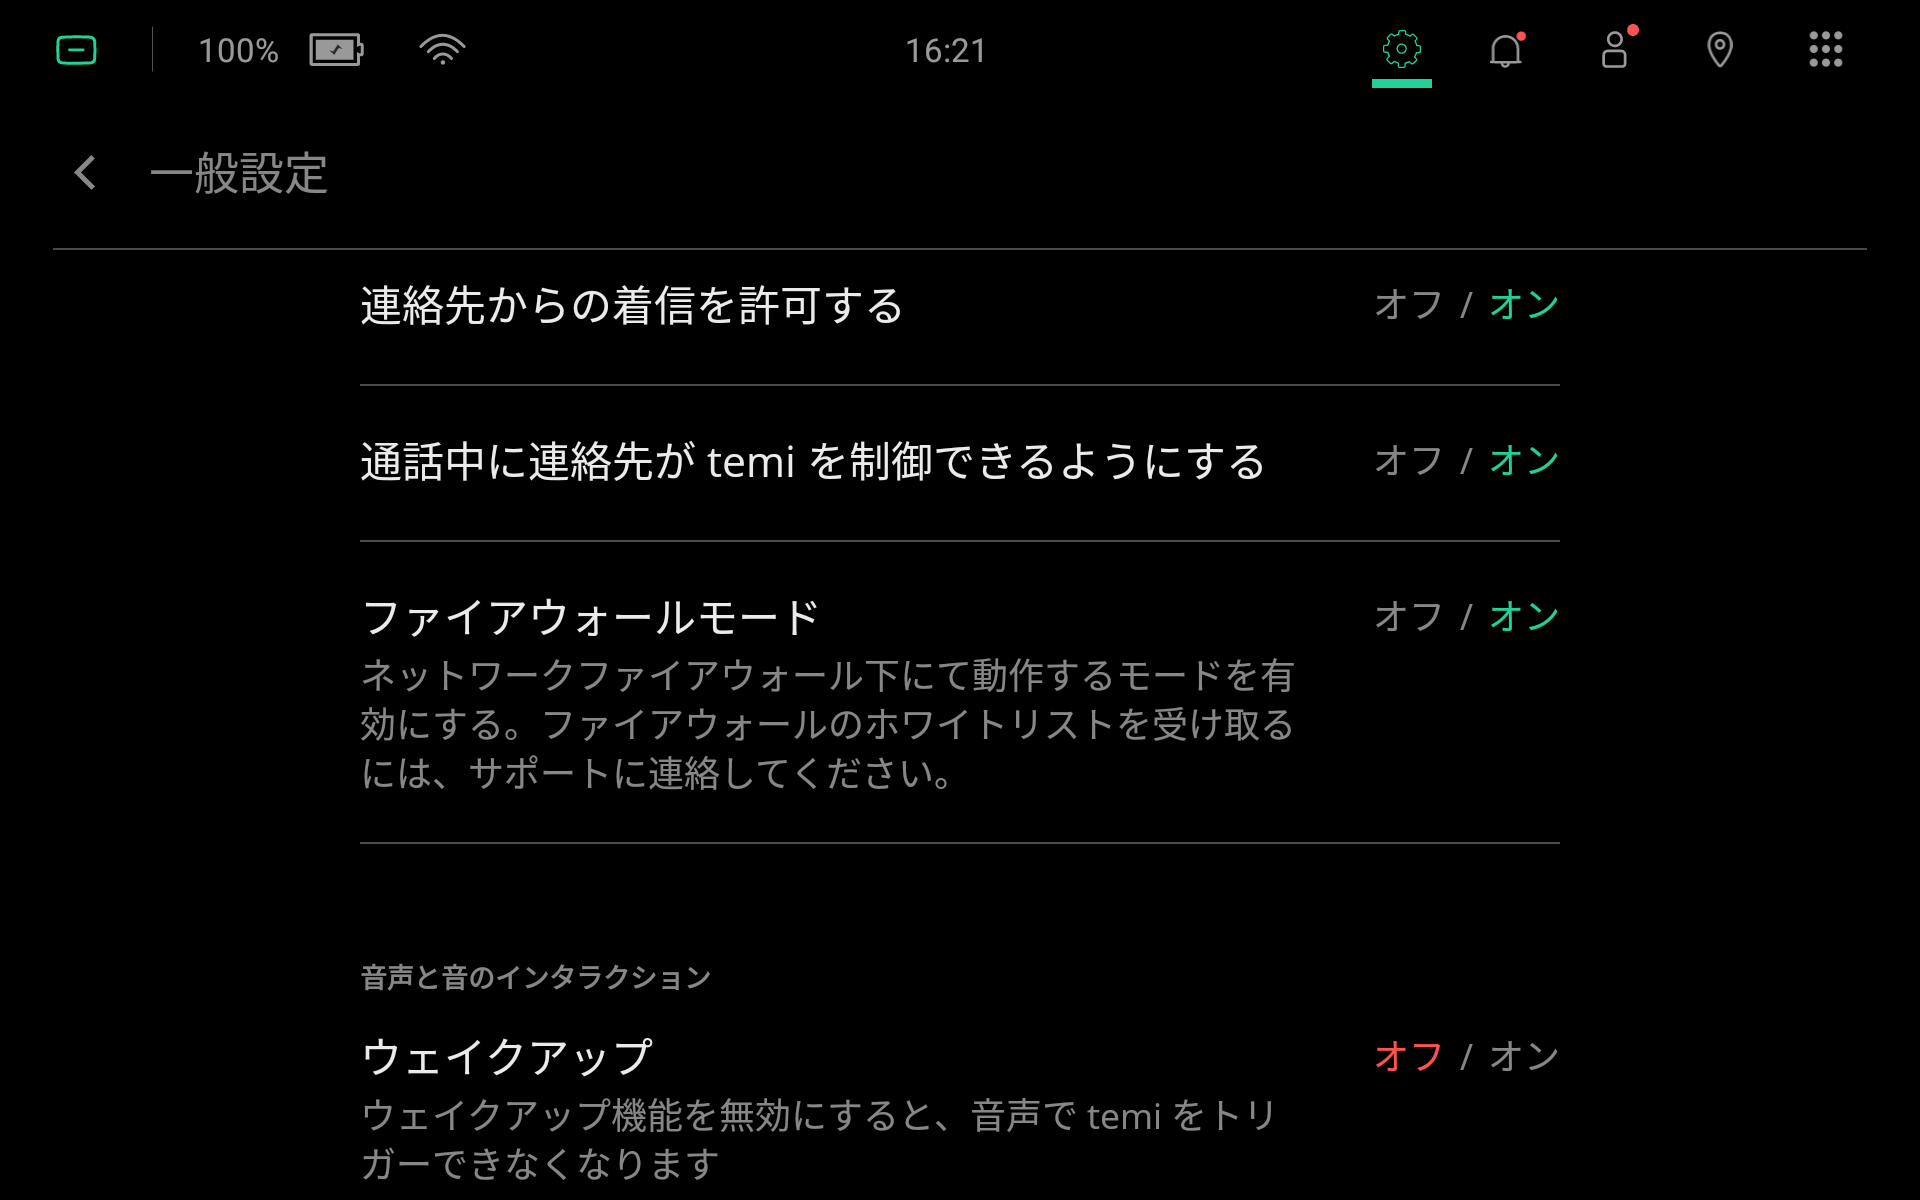 100%
16:21
一般設定
連絡先からの着信を許可する
オフ / オン
通話中に連絡先が temi を制御できるようにする
オフ / オン
ファイアウォールモード
オフ / オン
ネットワークファイアウォール下にて動作するモードを有
効にする。ファイアウォールのホワイトリストを受け取る
には、サポートに連絡してください。
音声と音のインタラクション
ウェイクアップ
オフ / オン
ウェイクアップ機能を無効にすると、音声で temi をトリ
ガーできなくなります